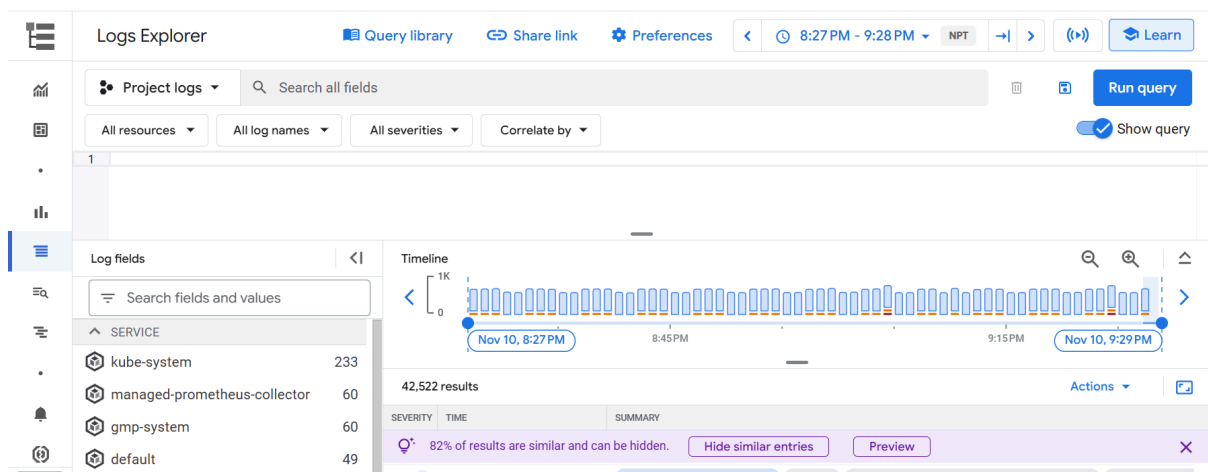 Logs Explorer
Query library
Share link
Preferences
8:27 PM - 9:28 PM
NPT
Learn
Project logs
Search all fields
Run query
All resources
All log names
All severities
Correlate by
Show query
1
Log fields
Timeline
Search fields and values
1K
0
SERVICE
Nov 10, 8:27 PM
8:45 PM
9:15 PM
Nov 10, 9:29 PM
kube-system 233
managed-prometheus-collector 60
gmp-system 60
default 49
42,522 results
Actions
SEVERITY TIME SUMMARY
82% of results are similar and can be hidden.
Hide similar entries
Preview